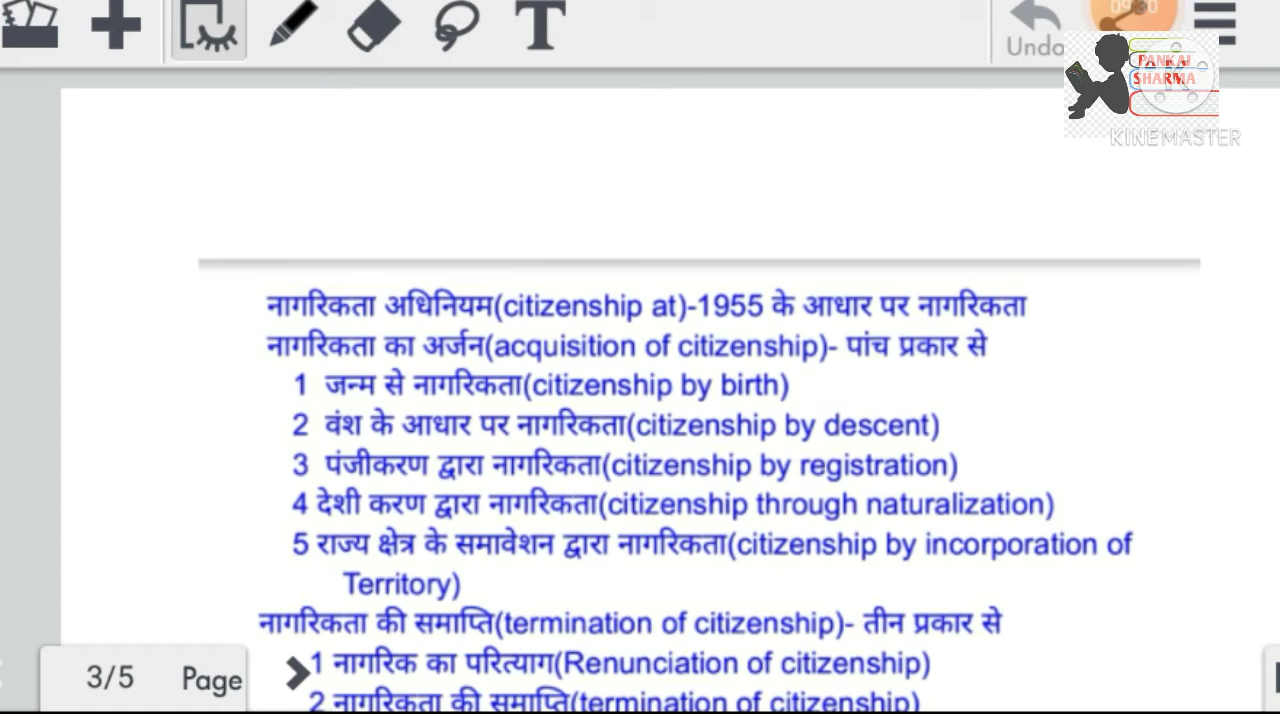 T
Undo
09:30
PANKAJ
SHARMA
KINEMASTER
नागरिकता अधिनियम(citizenship at)-1955 के आधार पर नागरिकता
नागरिकता का अर्जन(acquisition of citizenship)- पांच प्रकार से
1 जन्म से नागरिकता(citizenship by birth)
2 वंश के आधार पर नागरिकता(citizenship by descent)
3 पंजीकरण द्वारा नागरिकता(citizenship by registration)
4 देशी करण द्वारा नागरिकता(citizenship through naturalization)
5 राज्य क्षेत्र के समावेशन द्वारा नागरिकता(citizenship by incorporation of
Territory)
नागरिकता की समाप्ति(termination of citizenship)- तीन प्रकार से
1 नागरिक का परित्याग(Renunciation of citizenship)
2 नागरिकता की समाप्ति(termination of citizenship)
3/5 Page